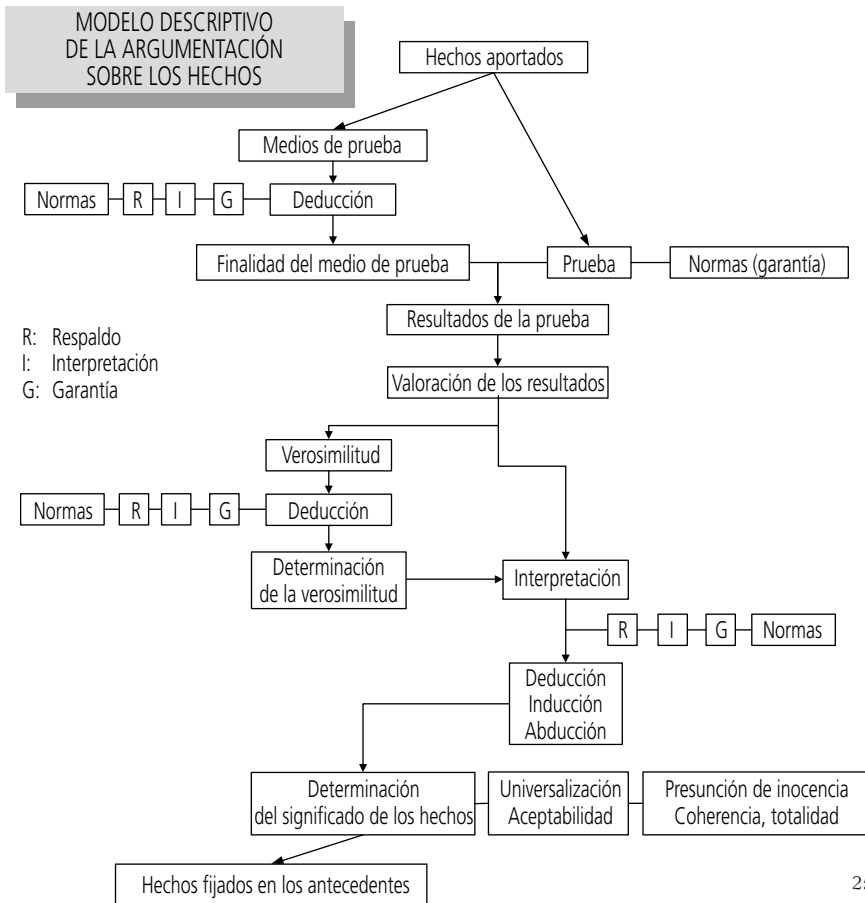 MODELO DESCRIPTIVO
DE LA ARGUMENTACIÓN
SOBRE LOS HECHOS
Hechos aportados
Medios de prueba
Normas R I G Deducción
Finalidad del medio de prueba Prueba Normas (garantía)
Resultados de la prueba
R: Respaldo
I: Interpretación
G: Garantía
Valoración de los resultados
Verosimilitud
Normas R I G Deducción
Determinación
de la verosimilitud
Interpretación
R I G Normas
Deducción
Inducción
Abducción
Determinación
del significado de los hechos
Universalización
Aceptabilidad
Presunción de inocencia
Coherencia, totalidad
Hechos fijados en los antecedentes